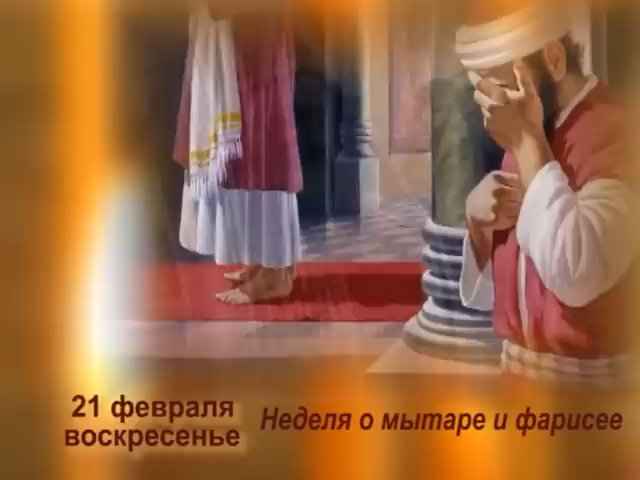 21 февраля
воскресенье
Неделя о мытаре и фарисее